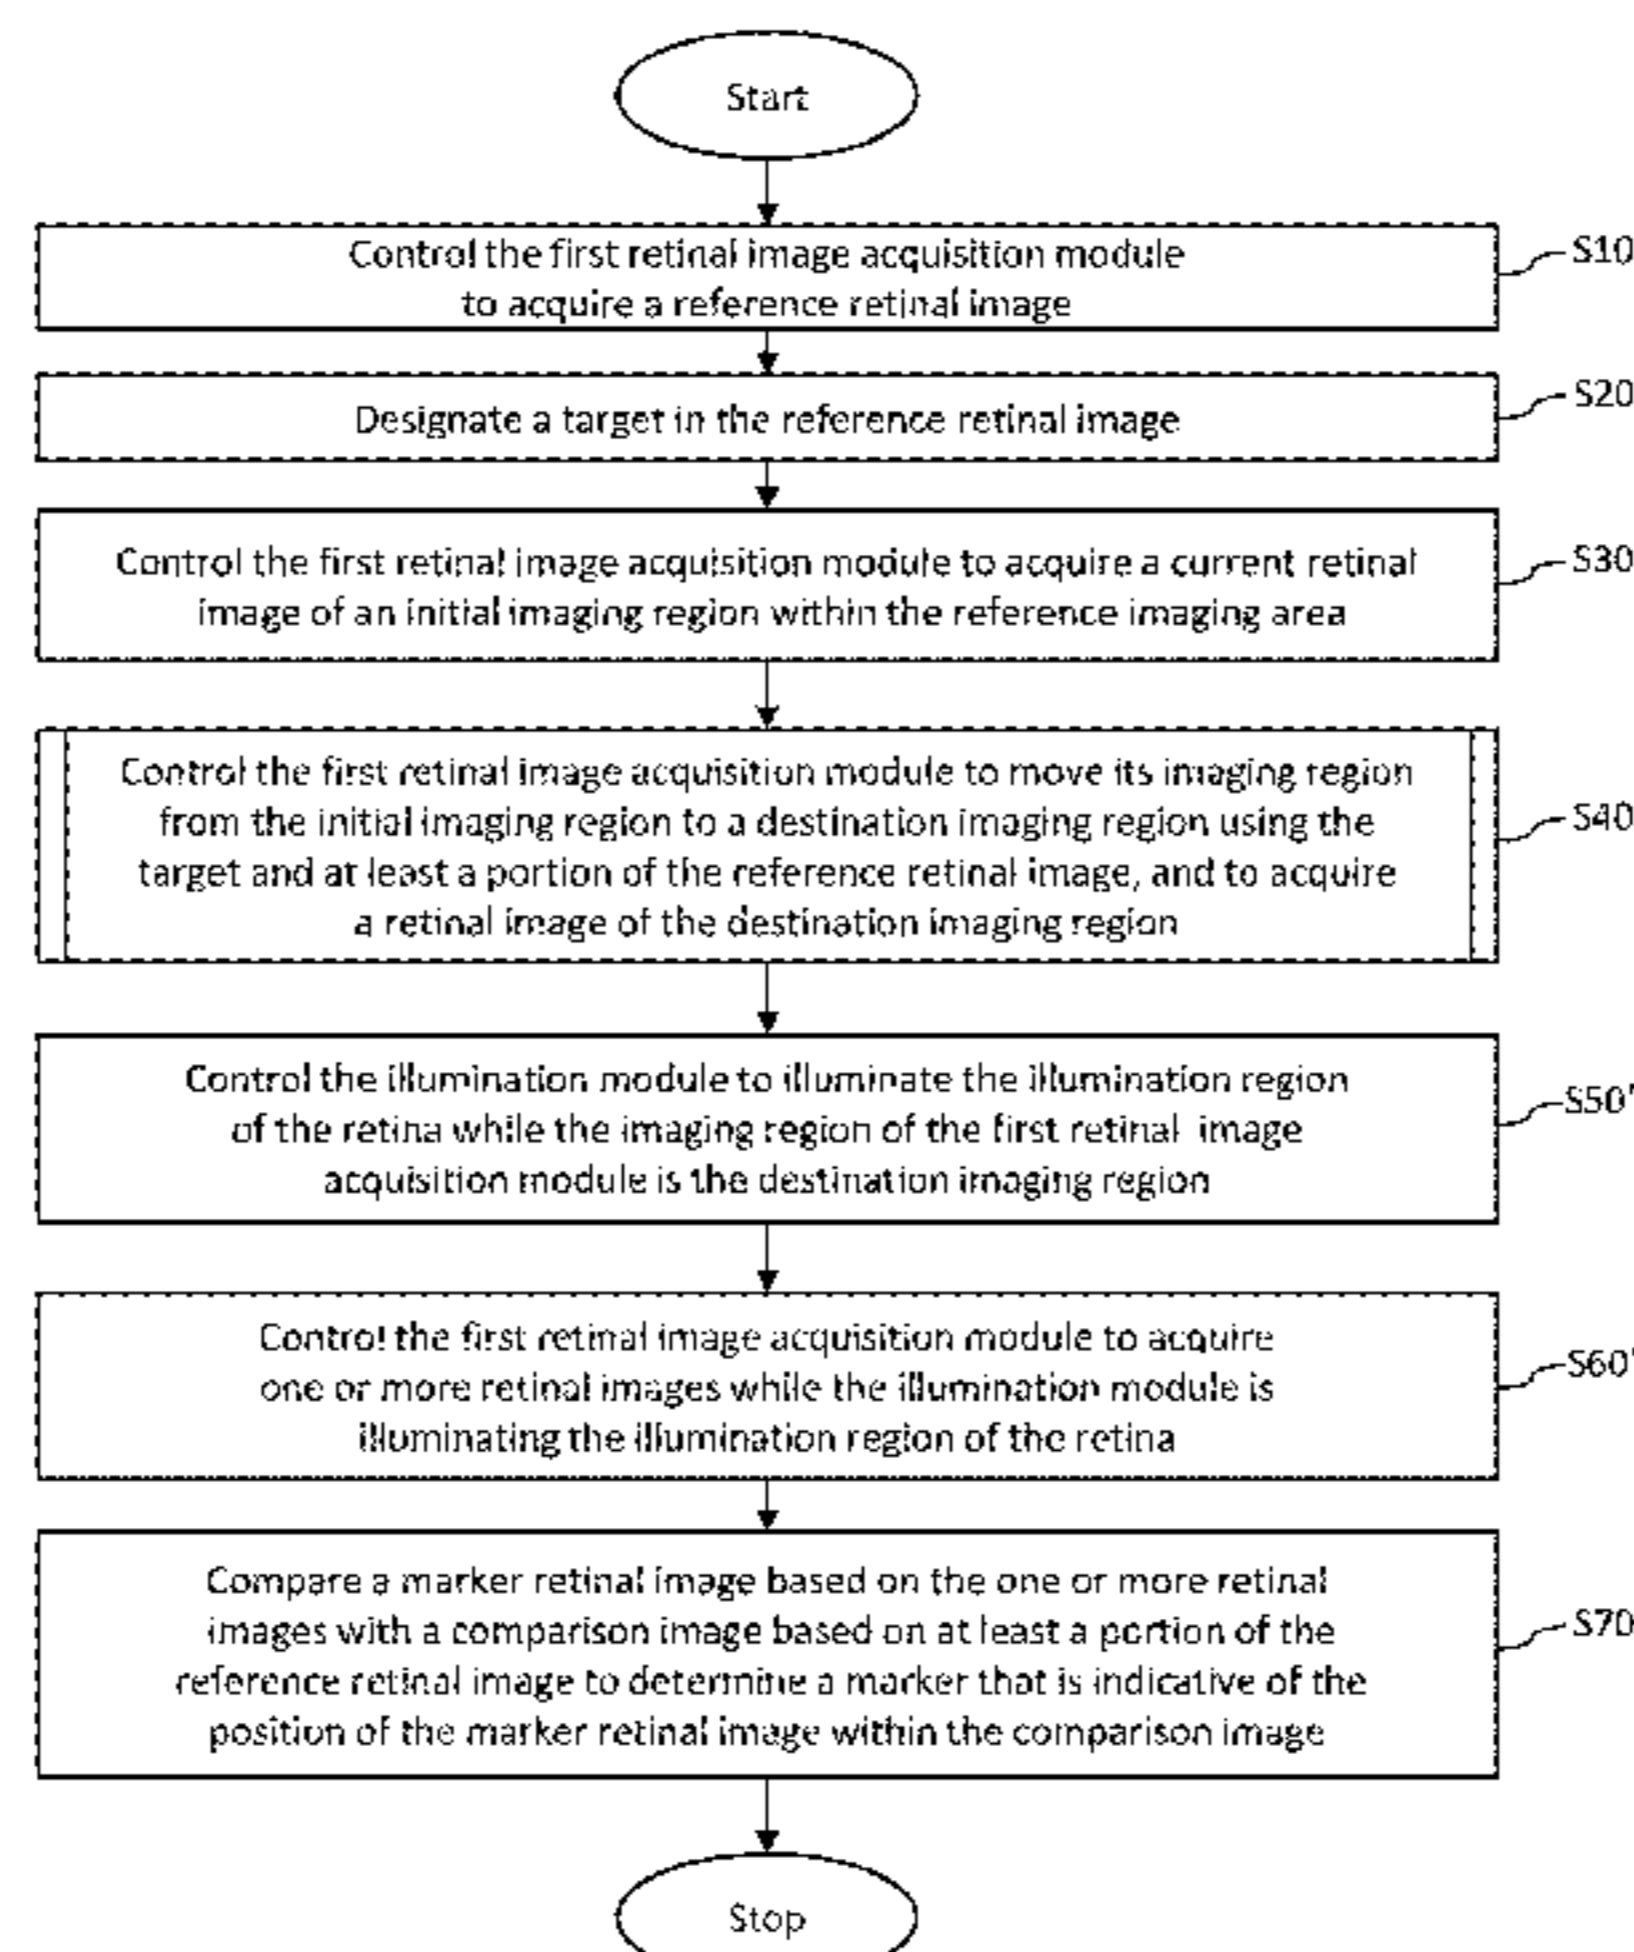 Start
Control the first retinal image acquisition module
to acquire a reference retinal image
S10
Designate a target in the reference retinal image
S20
Control the first retinal image acquisition module to acquire a current retinal
image of an initial imaging region within the reference imaging area
S30
Control the first retinal image acquisition module to move its imaging region
from the initial imaging region to a destination imaging region using the
target and at least a portion of the reference retinal image, and to acquire
a retinal image of the destination imaging region
S40
Control the illumination module to illuminate the illumination region
of the retina while the imaging region of the first retinal image
acquisition module is the destination imaging region
S50'
Control the first retinal image acquisition module to acquire
one or more retinal images while the illumination module is
illuminating the illumination region of the retina
S60'
Compare a marker retinal image based on the one or more retinal
images with a comparison image based on at least a portion of the
reference retinal image to determine a marker that is indicative of the
position of the marker retinal image within the comparison image
S70
Stop